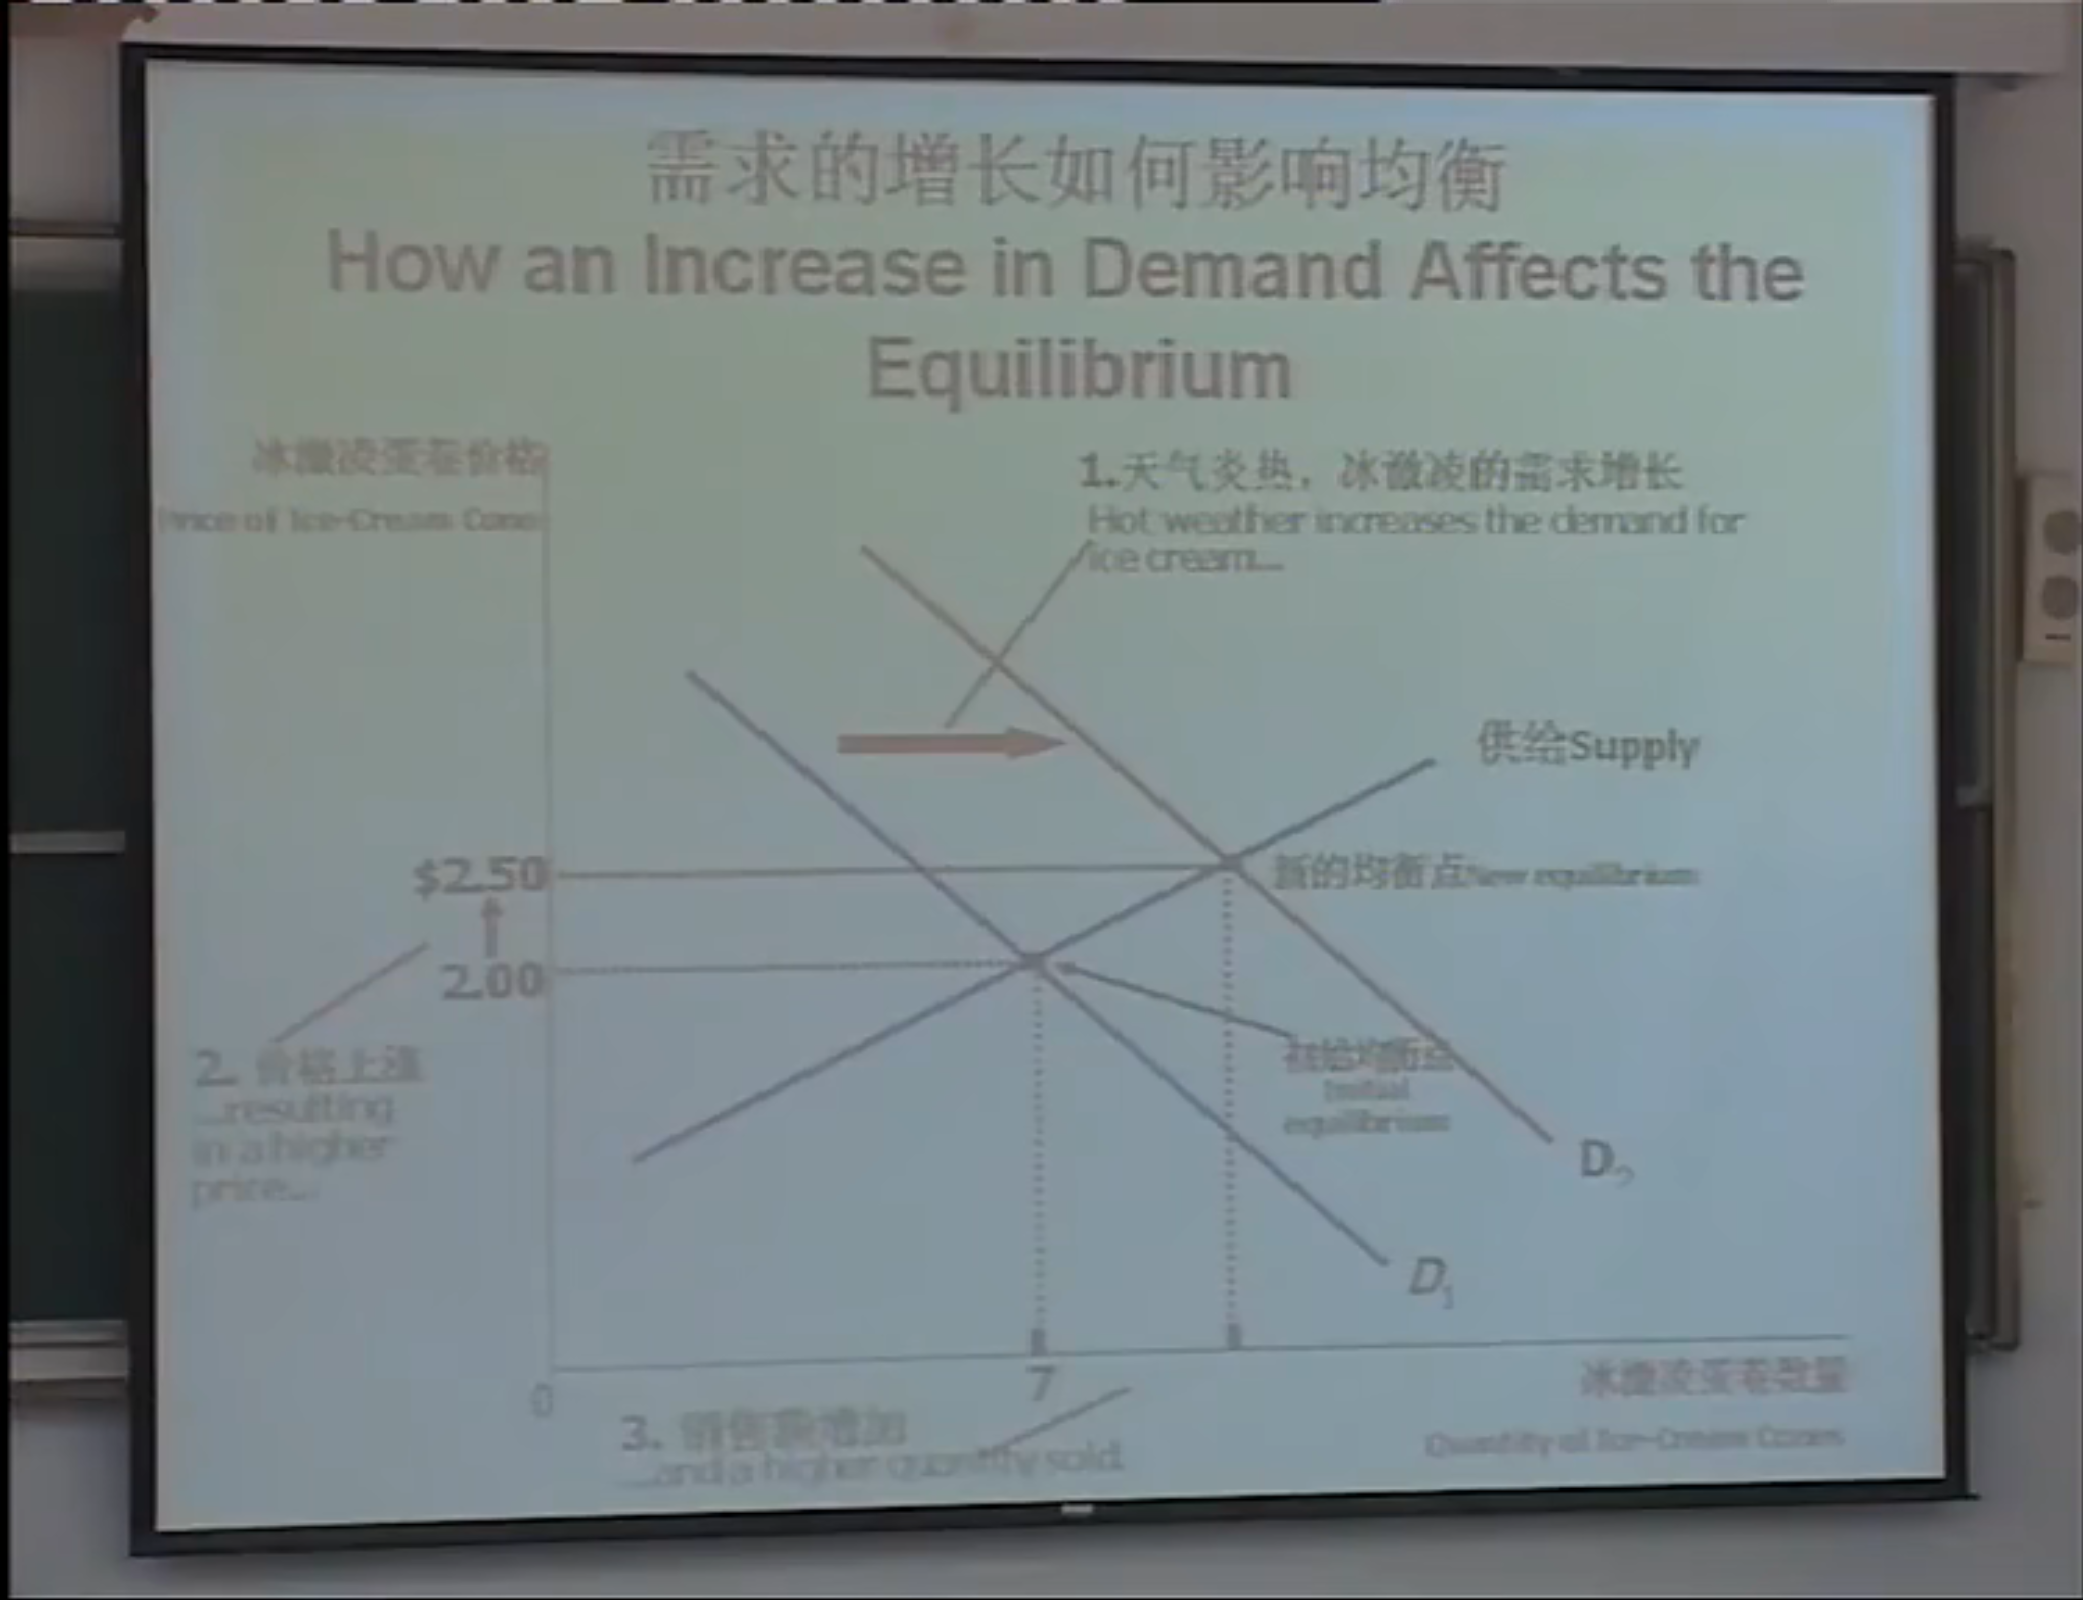 需求的增长如何影响均衡
How an Increase in Demand Affects the
Equilibrium
冰激凌蛋卷价格
Price of Ice-Cream Cone
1.天气炎热，冰激凌的需求增长
Hot weather increases the demand for
ice cream...
供给Supply
$2.50
新的均衡点New equilibrium
2.00
初始均衡点
Initial
equilibrium
2. 价格上涨
...resulting
in a higher
price...
D2
D1
0
7
冰激凌蛋卷数量
Quantity of Ice-Cream Cones
3. 销售量增加
...and a higher quantity sold.